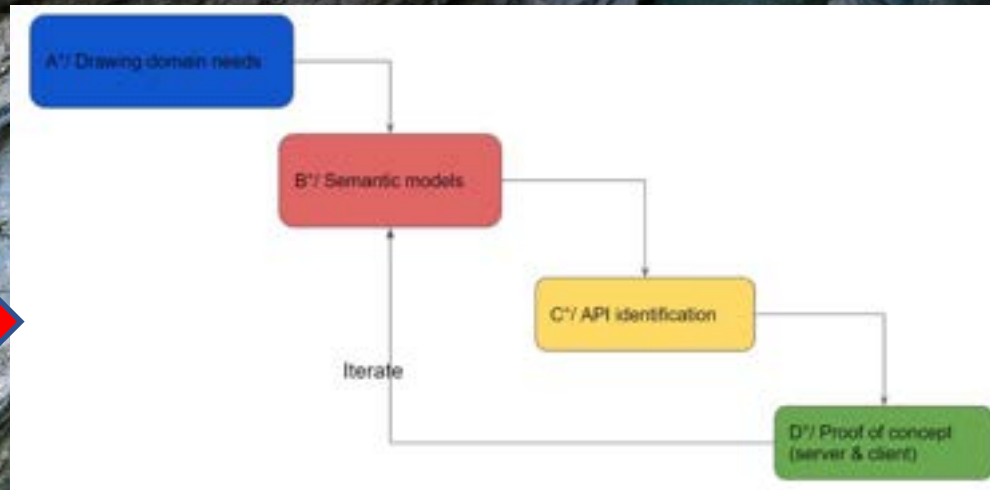 A°/ Drawing domain needs
B°/ Semantic models
C°/ API identification
Iterate
D°/ Proof of concept
(server & client)